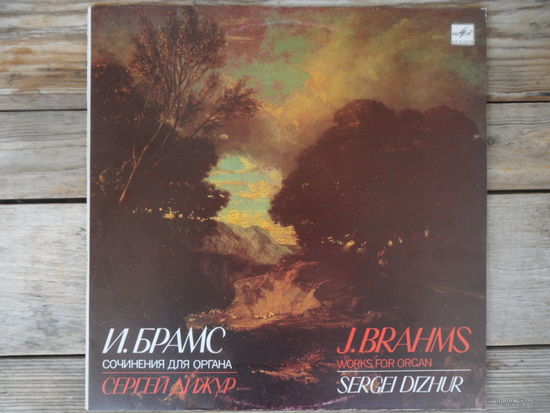 И. БРАМС
СОЧИНЕНИЯ ДЛЯ ОРГАНА
СЕРГЕЙ ДИЖУР
J. BRAHMS
WORKS FOR ORGAN
SERGEI DIZHUR